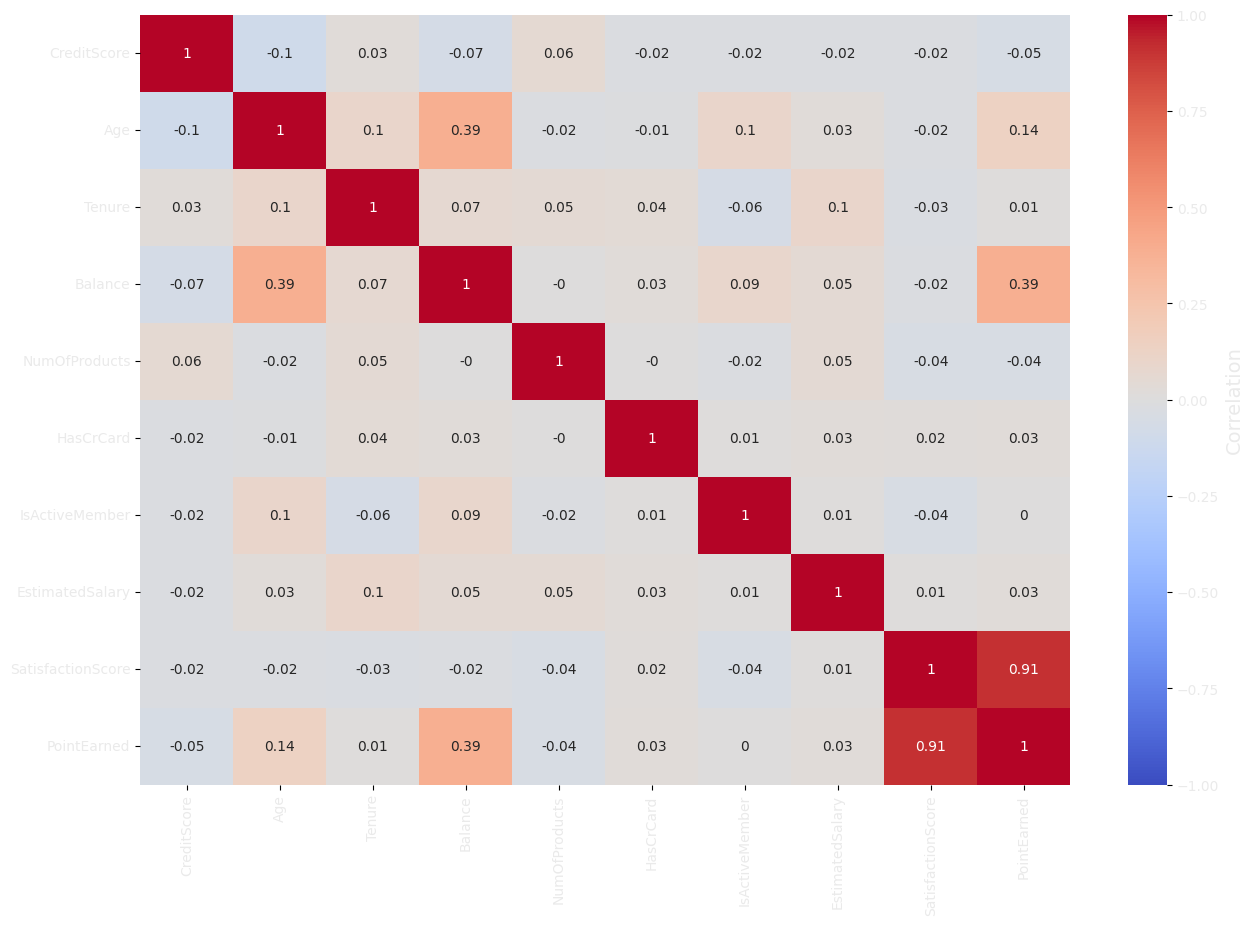 CreditScore 1 -0.1 0.03 -0.07 0.06 -0.02 -0.02 -0.02 -0.02 -0.05
Age -0.1 1 0.1 0.39 -0.02 -0.01 0.1 0.03 -0.02 0.14
Tenure 0.03 0.1 1 0.07 0.05 0.04 -0.06 0.1 -0.03 0.01
Balance -0.07 0.39 0.07 1 -0 0.03 0.09 0.05 -0.02 0.39
NumOfProducts 0.06 -0.02 0.05 -0 1 -0 -0.02 0.05 -0.04 -0.04
HasCrCard -0.02 -0.01 0.04 0.03 -0 1 0.01 0.03 0.02 0.03
IsActiveMember -0.02 0.1 -0.06 0.09 -0.02 0.01 1 0.01 -0.04 0
EstimatedSalary -0.02 0.03 0.1 0.05 0.05 0.03 0.01 1 0.01 0.03
SatisfactionScore -0.02 -0.02 -0.03 -0.02 -0.04 0.02 -0.04 0.01 1 0.91
PointEarned -0.05 0.14 0.01 0.39 -0.04 0.03 0 0.03 0.91 1
CreditScore
Age
Tenure
Balance
NumOfProducts
HasCrCard
IsActiveMember
EstimatedSalary
SatisfactionScore
PointEarned
1.00
0.75
0.50
0.25
0.00
−0.25
−0.50
−0.75
−1.00
Correlation